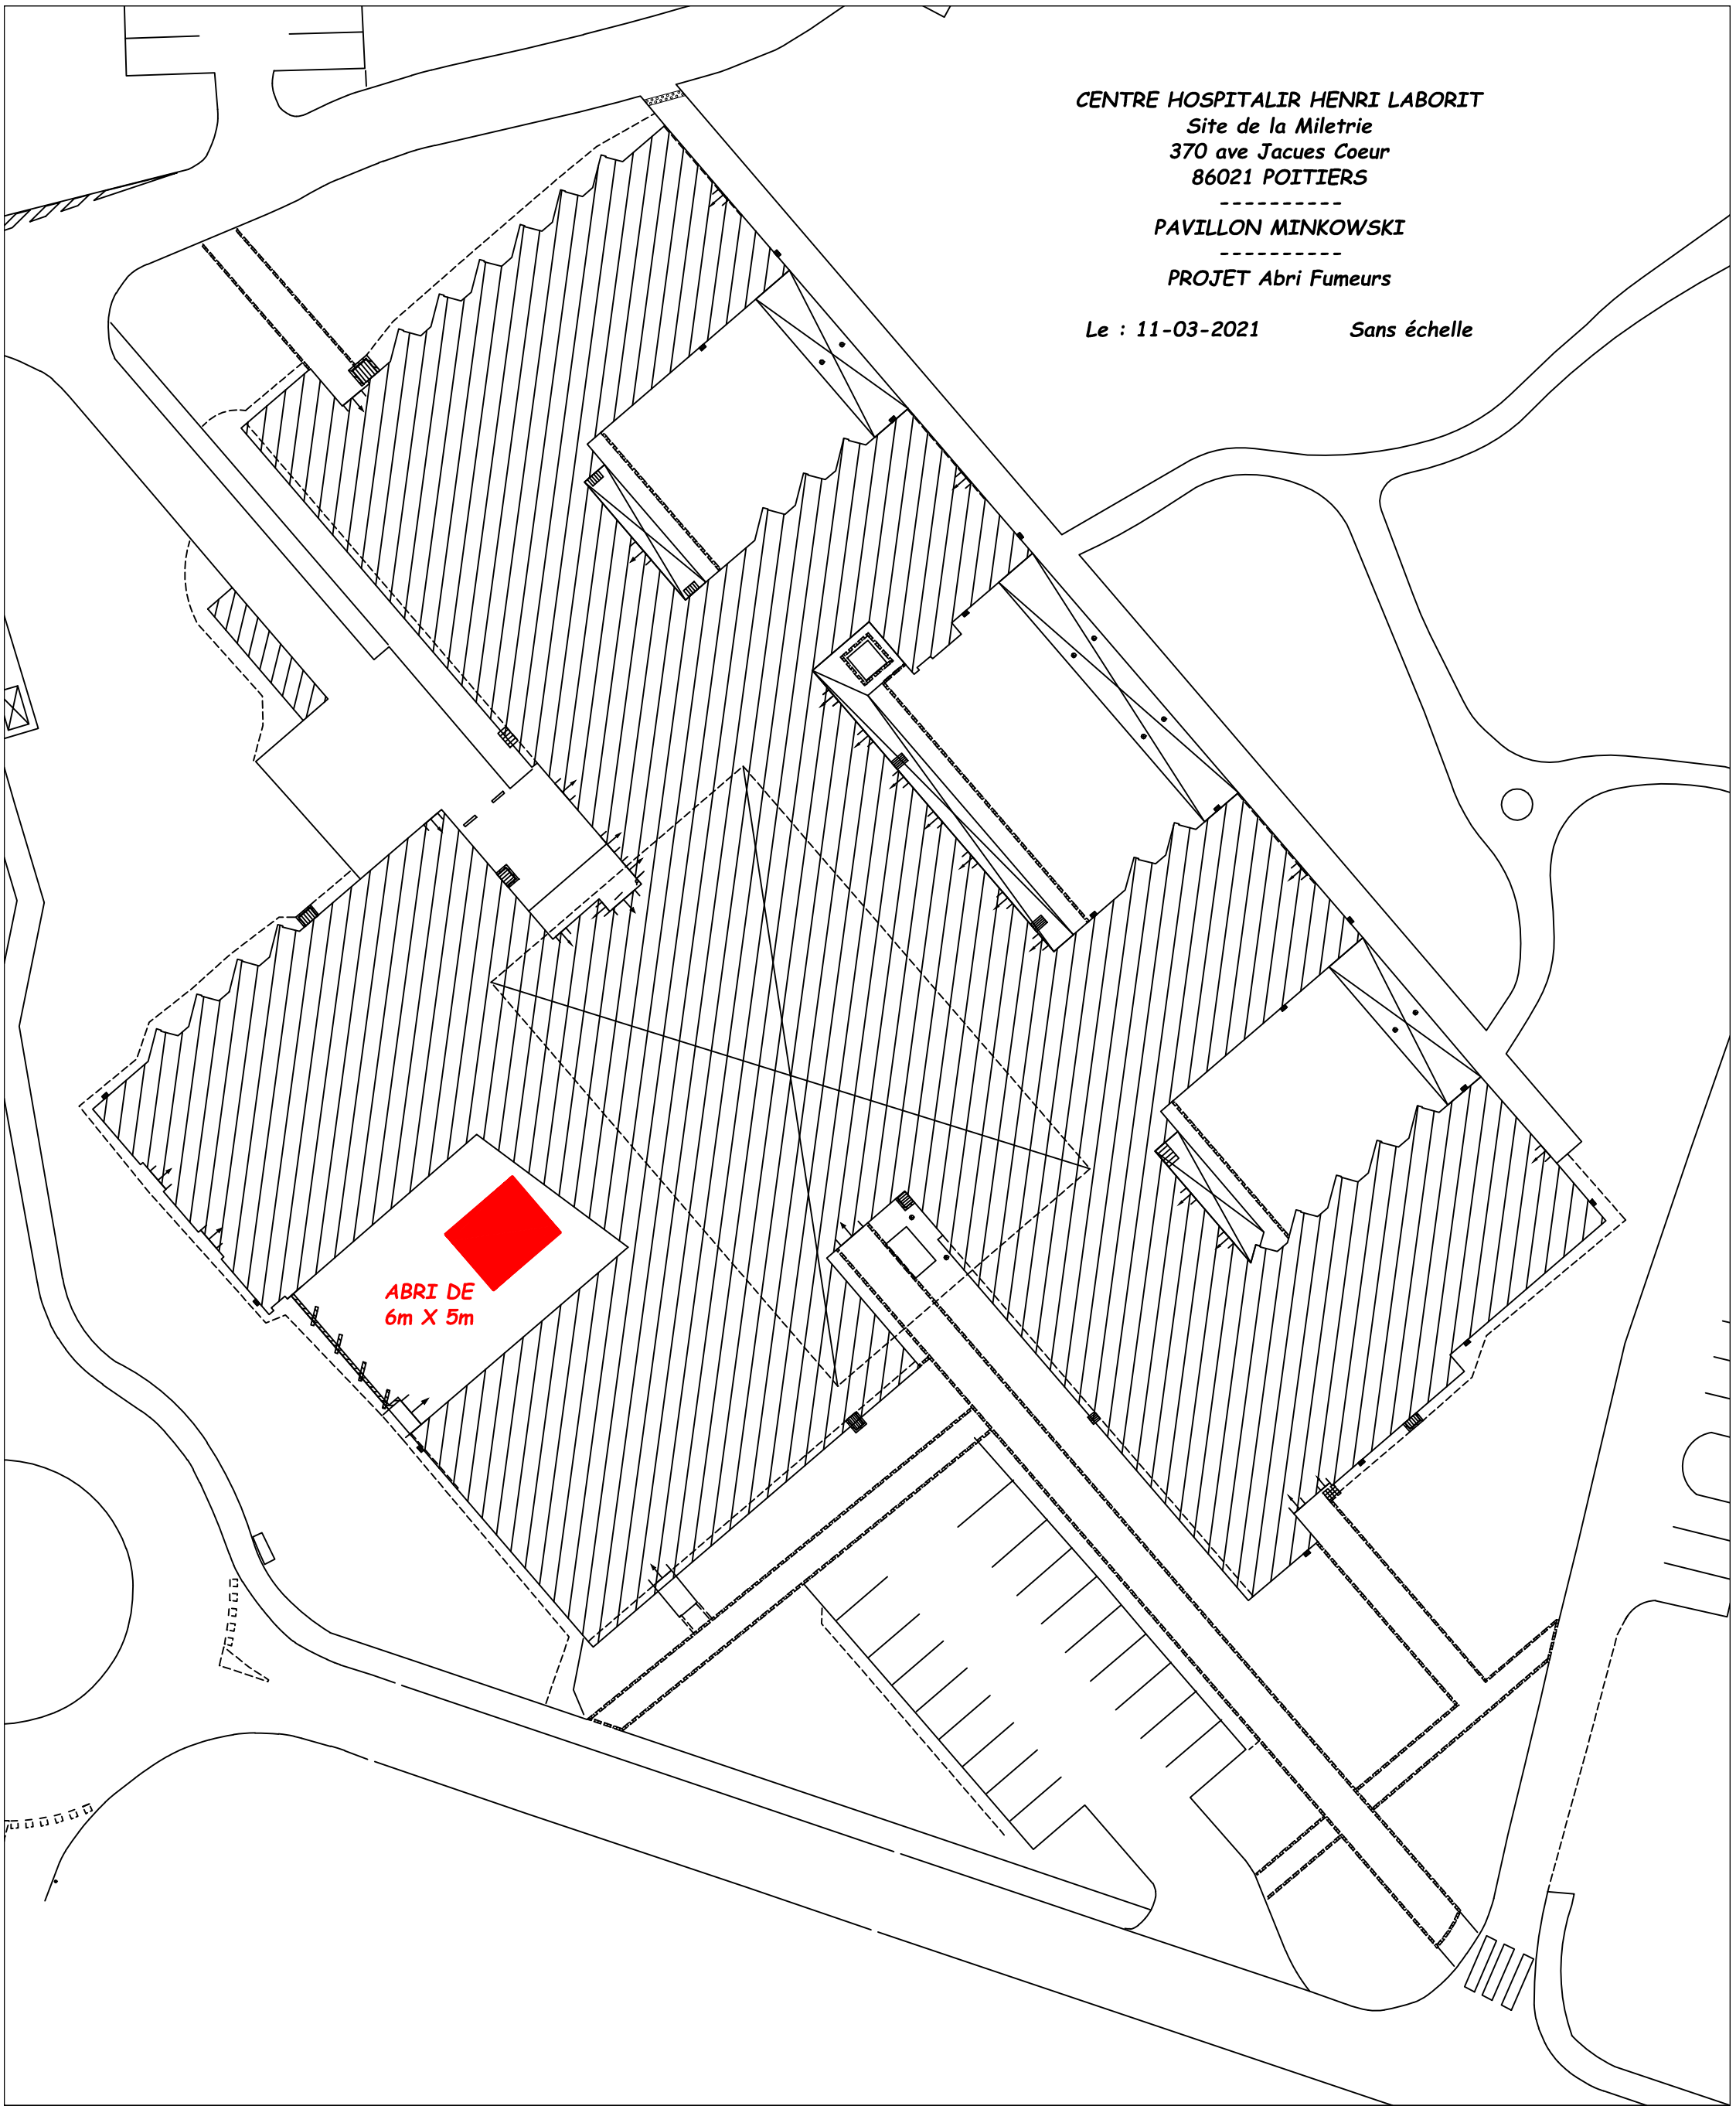 CENTRE HOSPITALIR HENRI LABORIT
Site de la Miletrie
370 ave Jacues Coeur
86021 POITIERS
----------
PAVILLON MINKOWSKI
----------
PROJET Abri Fumeurs
Le : 11-03-2021 Sans échelle
ABRI DE
6m X 5m